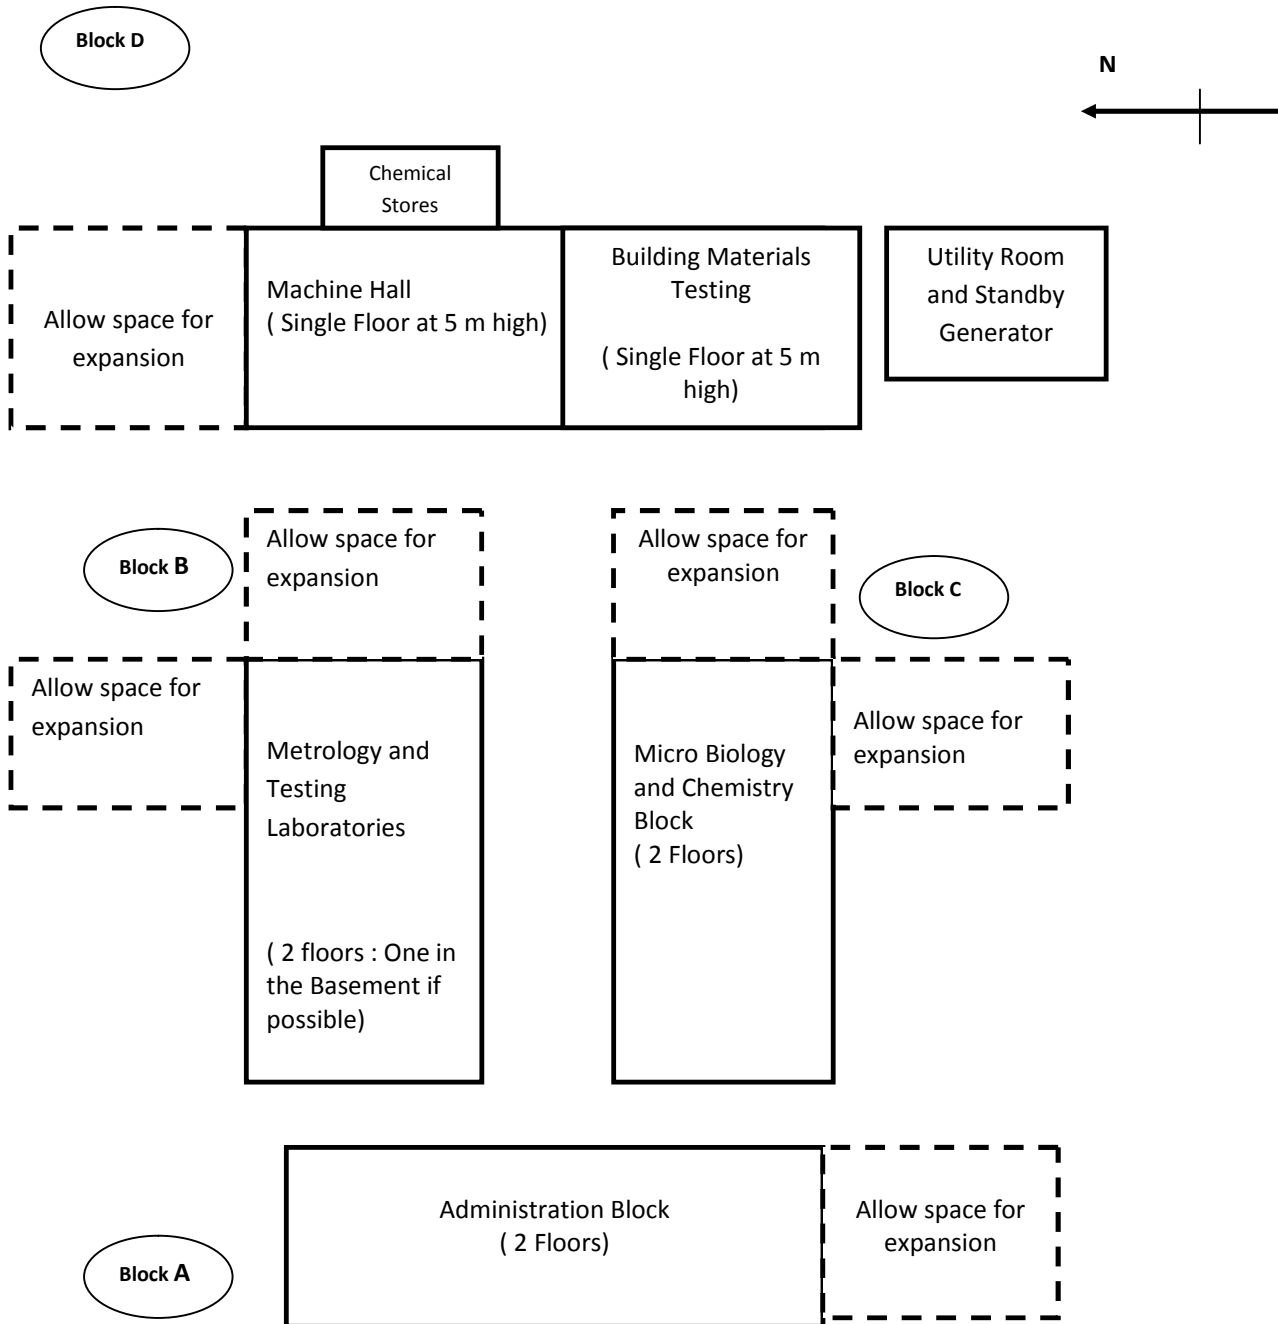 Block D
N
Chemical
Stores
Allow space for
expansion
Machine Hall
( Single Floor at 5 m high)
Building Materials
Testing
( Single Floor at 5 m
high)
Utility Room
and Standby
Generator
Block B
Allow space for
expansion
Allow space for
expansion
Block C
Allow space for
expansion
Metrology and
Testing
Laboratories
( 2 floors : One in
the Basement if
possible)
Micro Biology
and Chemistry
Block
( 2 Floors)
Allow space for
expansion
Administration Block
( 2 Floors)
Allow space for
expansion
Block A